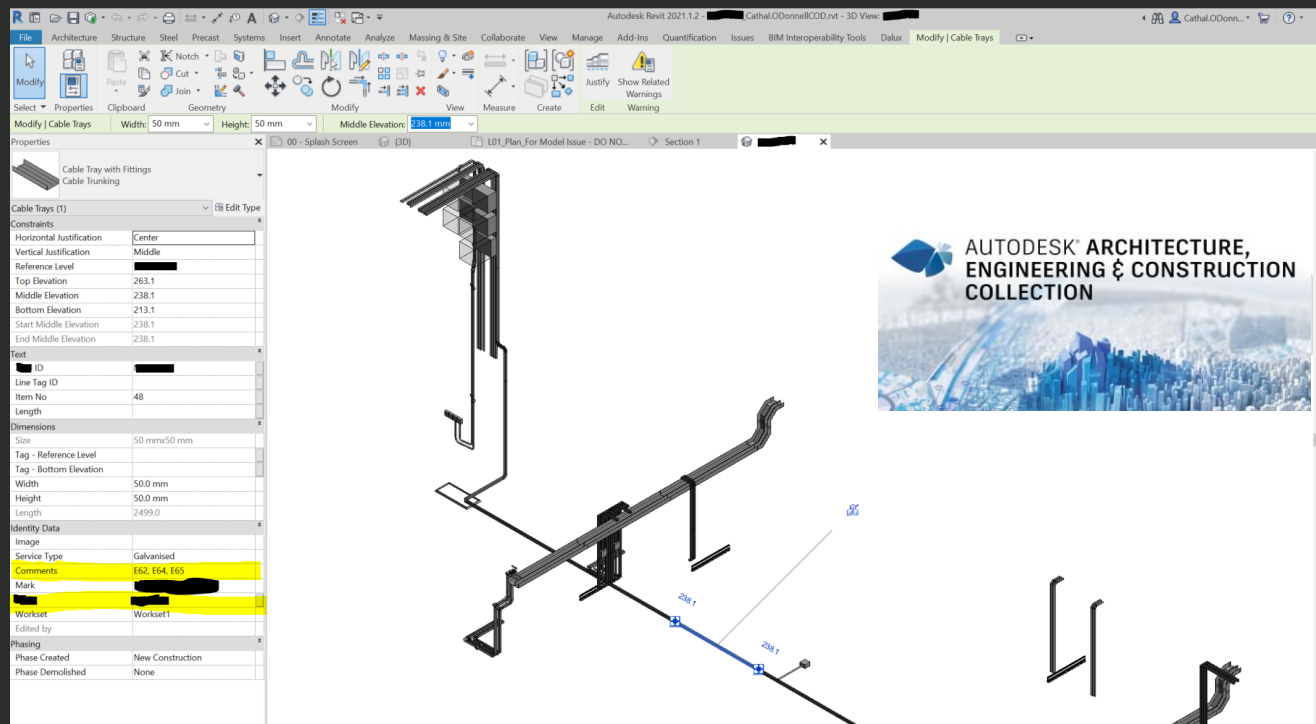 Autodesk Revit 2021.1.2 - _Cathal.ODonnellCOD.rvt - 3D View:
Cathal.ODonn...
File Architecture Structure Steel Precast Systems Insert Annotate Analyze Massing & Site Collaborate View Manage Add-Ins Quantification Issues BIM Interoperability Tools Dalux Modify | Cable Trays
Modify
Paste
Notch
Cut
Join
Justify
Show Related
Warnings
Select Properties Clipboard Geometry Modify View Measure Create Edit Warning
Modify | Cable Trays Width: 50 mm Height: 50 mm Middle Elevation: 238.1 mm
Properties
00 - Splash Screen {3D} L01_Plan_For Model Issue - DO NO... Section 1
Cable Tray with Fittings
Cable Trunking
Cable Trays (1) Edit Type
Constraints
Horizontal Justification Center
Vertical Justification Middle
Reference Level
Top Elevation 263.1
Middle Elevation 238.1
Bottom Elevation 213.1
Start Middle Elevation 238.1
End Middle Elevation 238.1
Text
ID
Line Tag ID
Item No 48
Length
Dimensions
Size 50 mmx50 mm
Tag - Reference Level
Tag - Bottom Elevation
Width 50.0 mm
Height 50.0 mm
Length 2499.0
Identity Data
Image
Service Type Galvanised
Comments E62, E64, E65
Mark
Workset Workset1
Edited by
Phasing
Phase Created New Construction
Phase Demolished None
AUTODESK® ARCHITECTURE,
ENGINEERING & CONSTRUCTION
COLLECTION
238.1
238.1